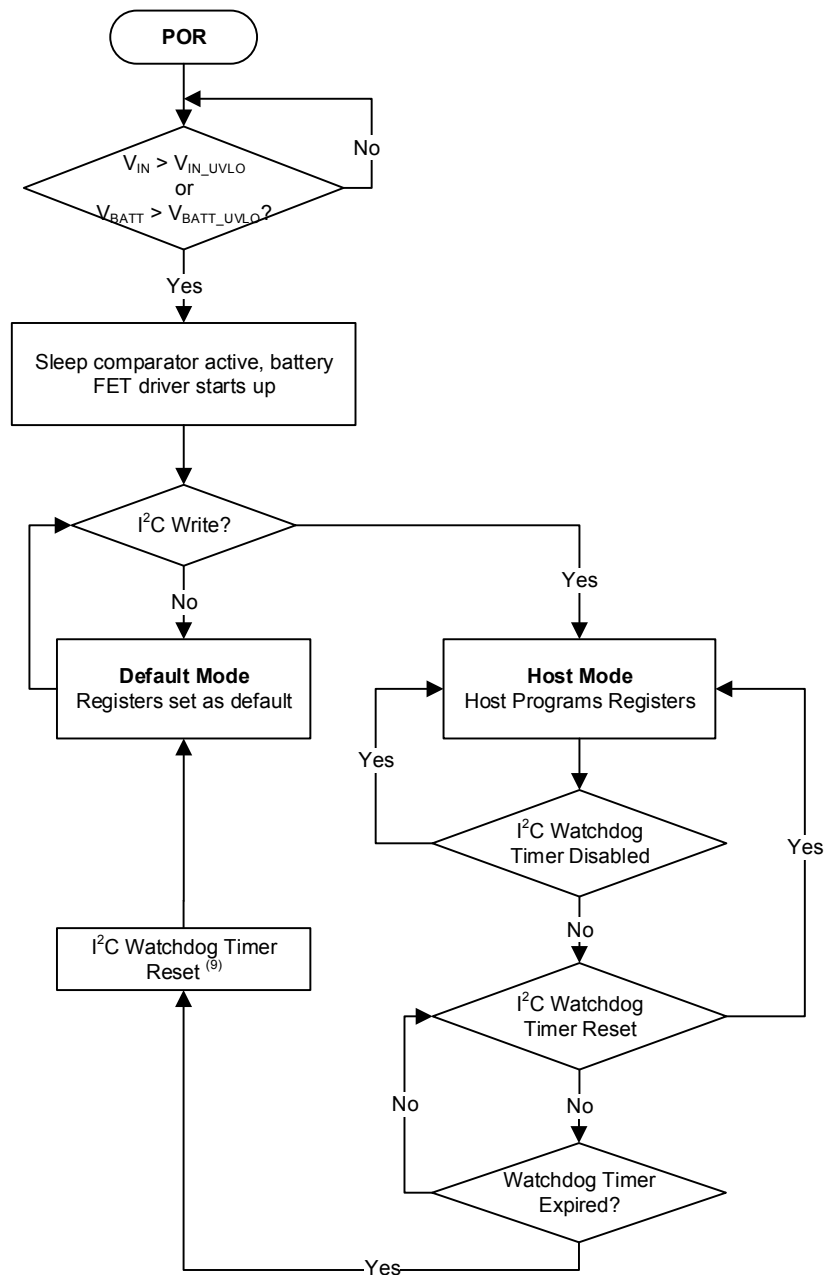 POR
No
V_IN > V_IN_UVLO
or
V_BATT > V_BATT_UVLO?
Yes
Sleep comparator active, battery
FET driver starts up
I²C Write?
No
Yes
Default Mode
Registers set as default
Host Mode
Host Programs Registers
Yes
I²C Watchdog
Timer Disabled
Yes
No
I²C Watchdog Timer
Reset ⁽⁹⁾
I²C Watchdog
Timer Reset
No
No
Watchdog Timer
Expired?
Yes